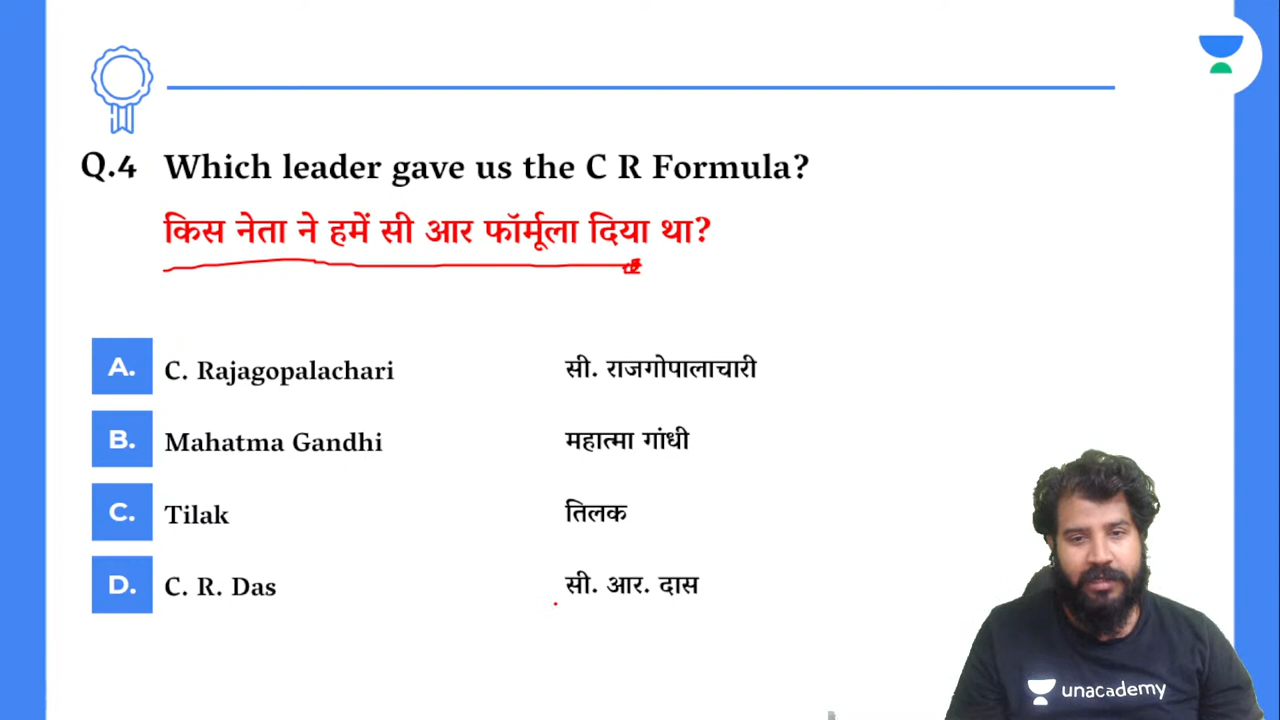 Q.4 Which leader gave us the C R Formula?
किस नेता ने हमें सी आर फॉर्मूला दिया था?
A. C. Rajagopalachari सी. राजगोपालाचारी
B. Mahatma Gandhi महात्मा गांधी
C. Tilak तिलक
D. C. R. Das सी. आर. दास
unacademy